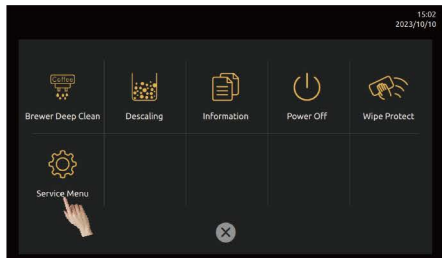 15:02
2023/10/10
Coffee
Brewer Deep Clean
Descaling
Information
Power Off
Wipe Protect
Service Menu